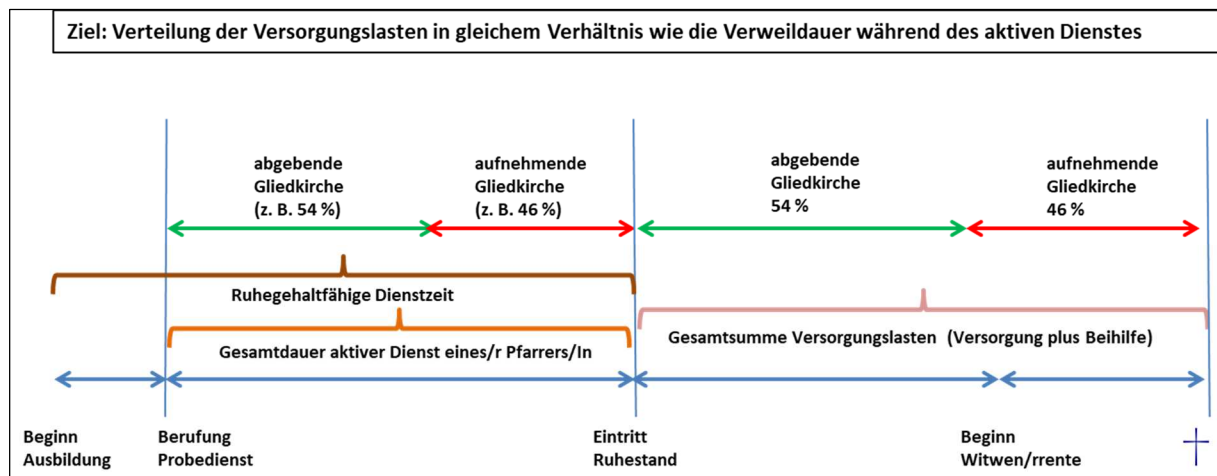 Ziel: Verteilung der Versorgungslasten in gleichem Verhältnis wie die Verweildauer während des aktiven Dienstes
abgebende
Gliedkirche
(z. B. 54 %)
aufnehmende
Gliedkirche
(z. B. 46 %)
abgebende
Gliedkirche
54 %
aufnehmende
Gliedkirche
46 %
Ruhegehaltfähige Dienstzeit
Gesamtdauer aktiver Dienst eines/r Pfarrers/In
Gesamtsumme Versorgungslasten (Versorgung plus Beihilfe)
Beginn
Ausbildung
Berufung
Probedienst
Eintritt
Ruhestand
Beginn
Witwen/rrente